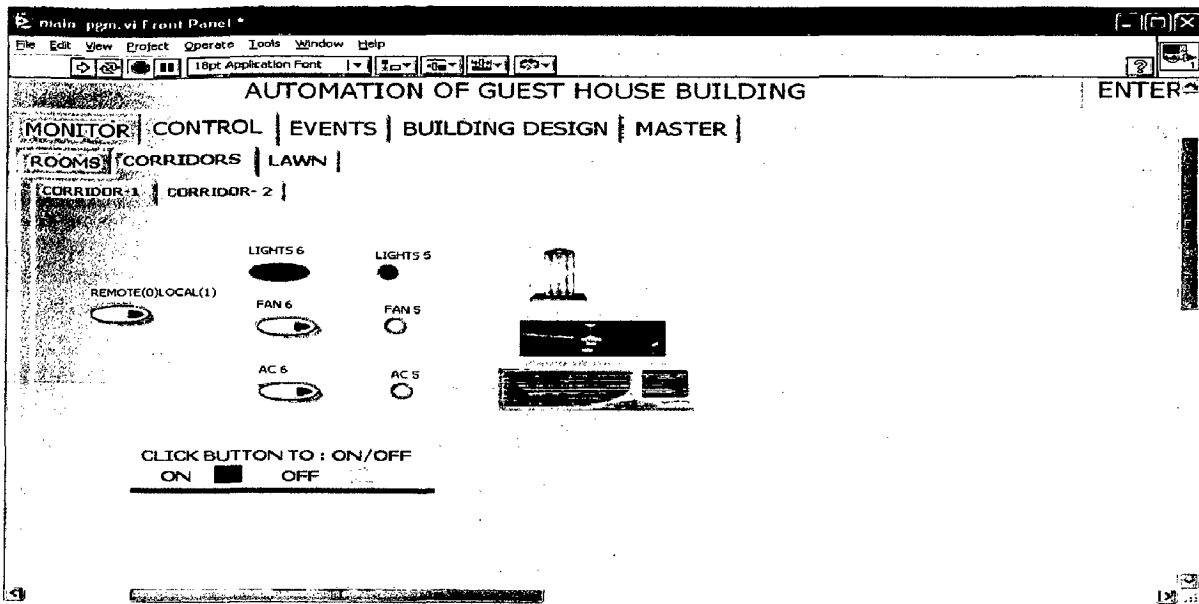 main pgm.vi Front Panel *
File Edit View Project Operate Tools Window Help
18pt Application Font
?
AUTOMATION OF GUEST HOUSE BUILDING ENTER
MONITOR CONTROL EVENTS BUILDING DESIGN MASTER
ROOMS CORRIDORS LAWN
CORRIDOR-1 CORRIDOR- 2
LIGHTS 6 LIGHTS 5
REMOTE(0)LOCAL(1)
FAN 6 FAN 5
AC 6 AC 5
CLICK BUTTON TO : ON/OFF
ON OFF